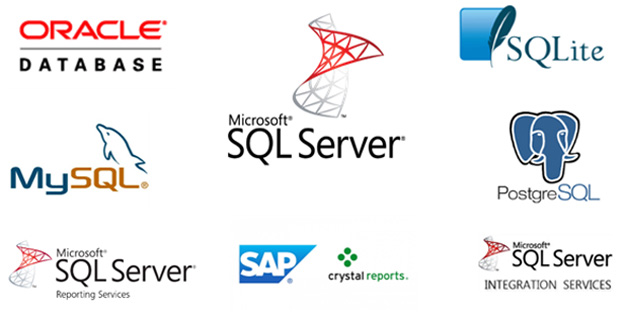 ORACLE®
DATABASE
Microsoft®
SQL Server®
™
SQLite
MySQL®
PostgreSQL
Microsoft®
SQL Server®
Reporting Services
SAP®
crystal reports®
Microsoft®
SQL Server®
INTEGRATION SERVICES